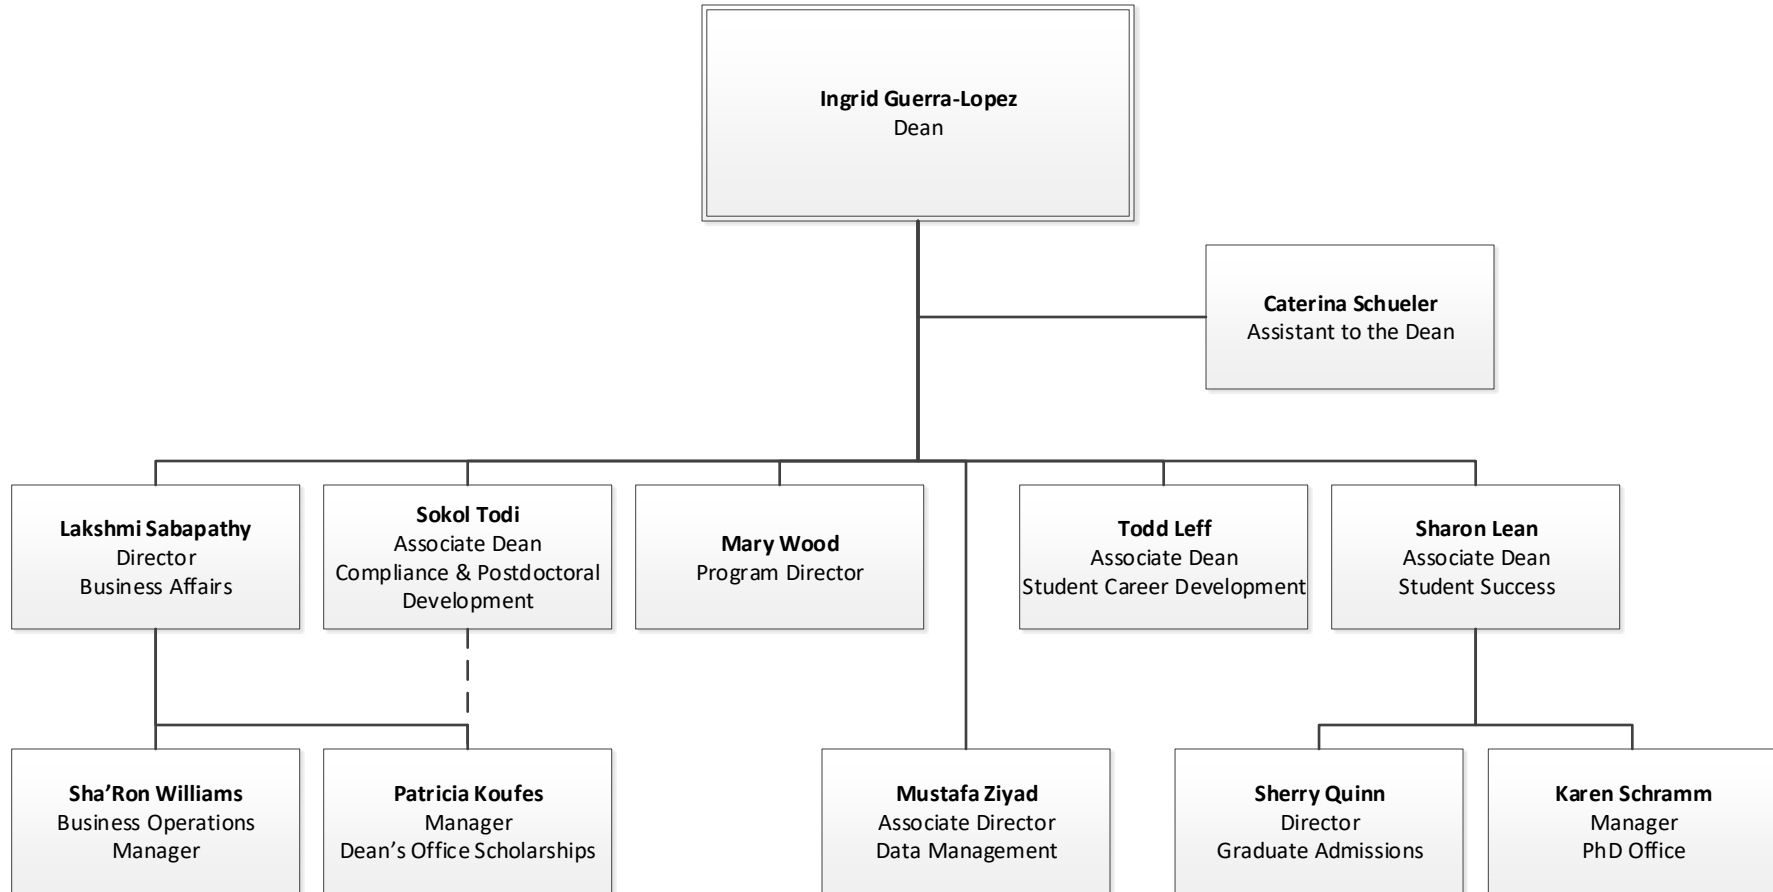 Ingrid Guerra-Lopez
Dean
Caterina Schueler
Assistant to the Dean
Lakshmi Sabapathy
Director
Business Affairs
Sokol Todi
Associate Dean
Compliance & Postdoctoral
Development
Mary Wood
Program Director
Todd Leff
Associate Dean
Student Career Development
Sharon Lean
Associate Dean
Student Success
Sha’Ron Williams
Business Operations
Manager
Patricia Koufes
Manager
Dean’s Office Scholarships
Mustafa Ziyad
Associate Director
Data Management
Sherry Quinn
Director
Graduate Admissions
Karen Schramm
Manager
PhD Office